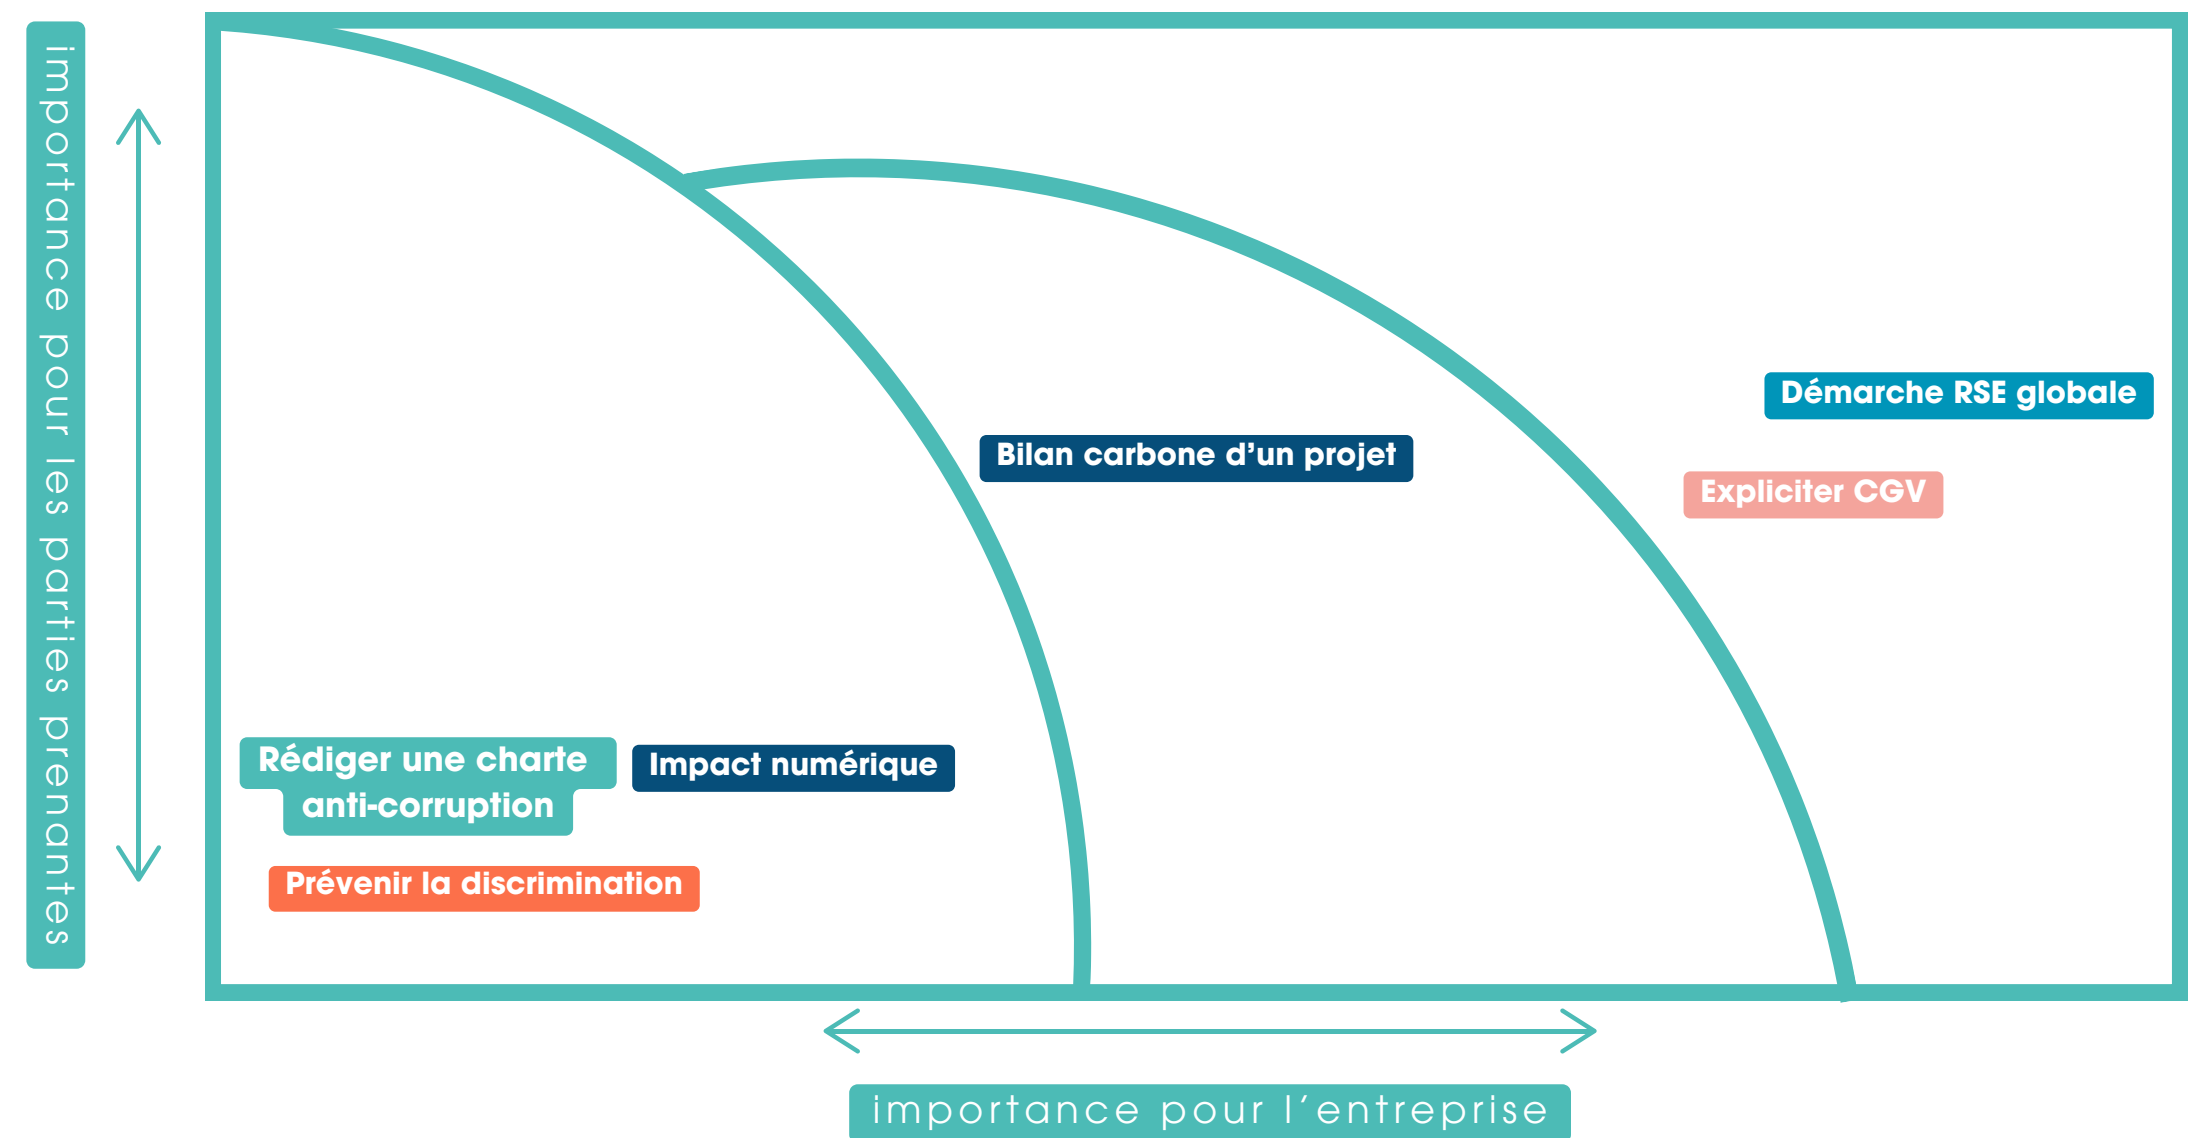 importance pour les parties prenantes
Démarche RSE globale
Bilan carbone d’un projet
Expliciter CGV
Rédiger une charte
anti-corruption
Impact numérique
Prévenir la discrimination
importance pour l’entreprise